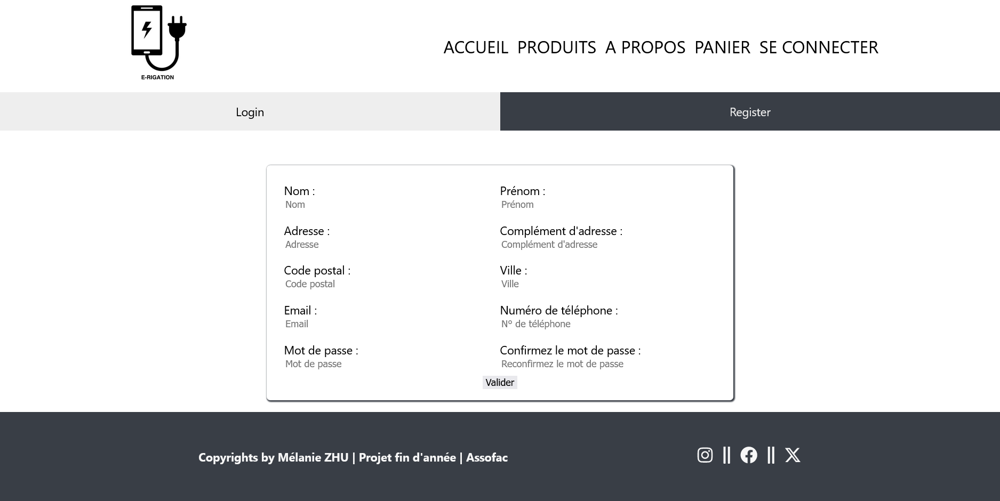 E-RIGATION
ACCUEIL PRODUITS A PROPOS PANIER SE CONNECTER
Login
Register
Nom :
Nom
Prénom :
Prénom
Adresse :
Adresse
Complément d'adresse :
Complément d'adresse
Code postal :
Code postal
Ville :
Ville
Email :
Email
Numéro de téléphone :
N° de téléphone
Mot de passe :
Mot de passe
Confirmez le mot de passe :
Reconfirmez le mot de passe
Valider
Copyrights by Mélanie ZHU | Projet fin d'année | Assofac